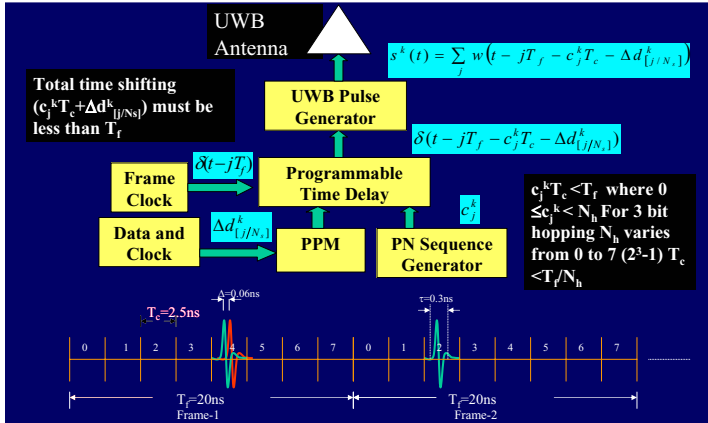 UWB
Antenna
s^k(t) = ∑_j w(t − jT_f − c_j^k T_c − Δd^k_{[j/N_s]})
Total time shifting
(c_j^kT_c+Δd^k_{[j/Ns]}) must be
less than T_f
UWB Pulse
Generator
δ(t − jT_f − c_j^k T_c − Δd^k_{[j/N_s]})
δ(t−jT_f)
Frame
Clock
Programmable
Time Delay
c_j^k
c_j^kT_c <T_f where 0
≤c_j^k < N_h For 3 bit
hopping N_h varies
from 0 to 7 (2³-1) T_c
<T_f/N_h
Data and
Clock
Δd^k_{[j/N_s]}
PPM
PN Sequence
Generator
Δ=0.06ns
T_c=2.5ns
τ=0.3ns
0 1 2 3 4 5 6 7 0 1 2 3 4 5 6 7
T_f=20ns
Frame-1
T_f=20ns
Frame-2